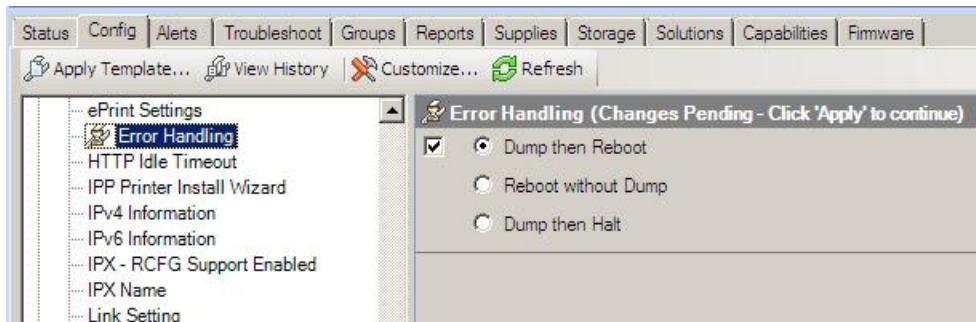 Status Config Alerts Troubleshoot Groups Reports Supplies Storage Solutions Capabilities Firmware
Apply Template... View History Customize... Refresh
ePrint Settings
Error Handling
HTTP Idle Timeout
IPP Printer Install Wizard
IPv4 Information
IPv6 Information
IPX - RCFG Support Enabled
IPX Name
Link Setting
Error Handling (Changes Pending - Click 'Apply' to continue)
Dump then Reboot
Reboot without Dump
Dump then Halt